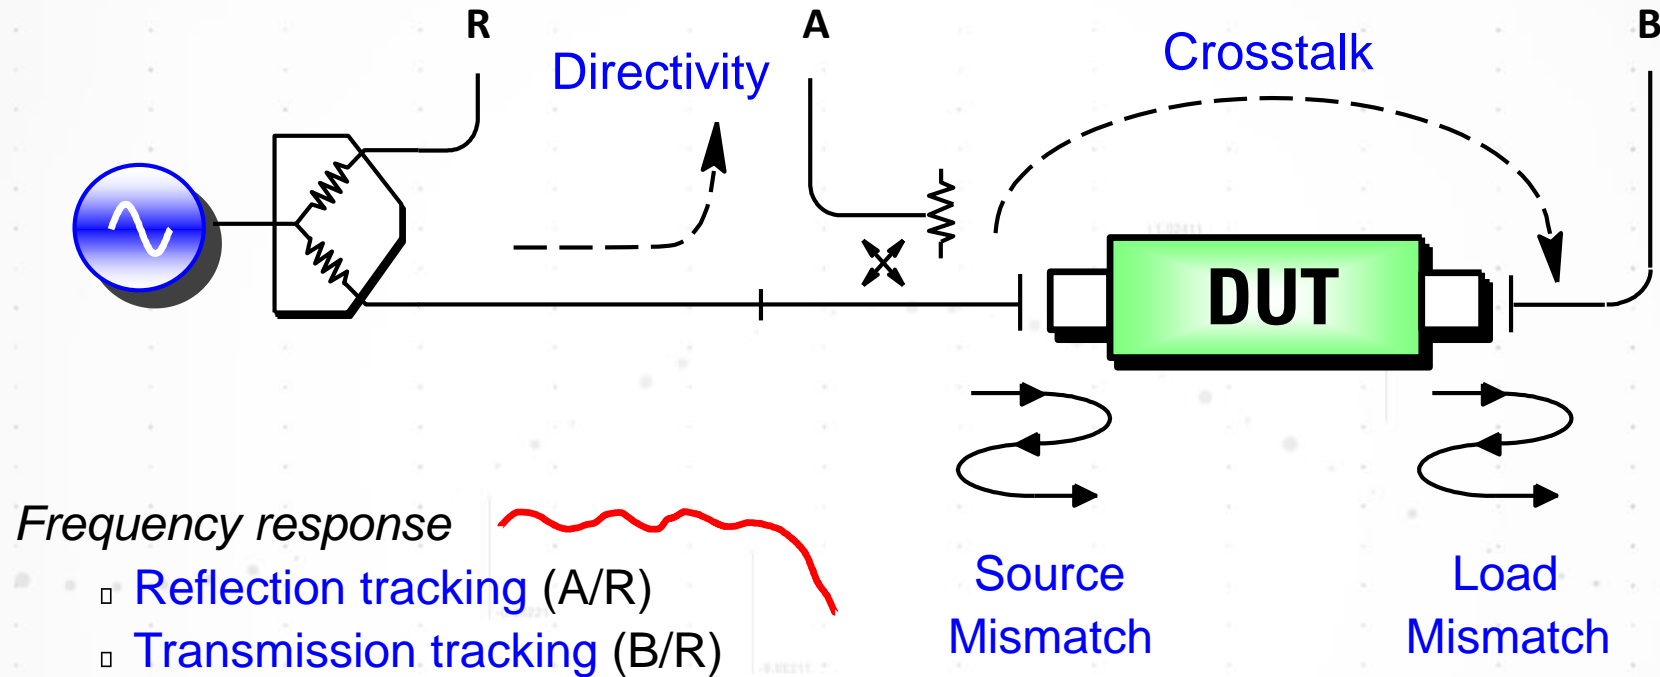 R
A
B
Directivity
Crosstalk
DUT
Frequency response
Reflection tracking (A/R)
Transmission tracking (B/R)
Source
Mismatch
Load
Mismatch